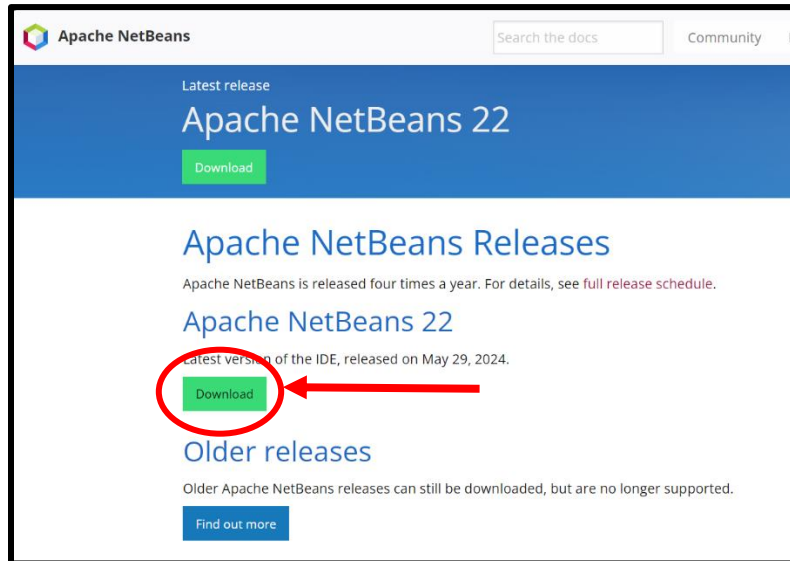 Apache NetBeans
Search the docs
Community
Latest release
Apache NetBeans 22
Download
Apache NetBeans Releases
Apache NetBeans is released four times a year. For details, see full release schedule.
Apache NetBeans 22
Latest version of the IDE, released on May 29, 2024.
Download
Older releases
Older Apache NetBeans releases can still be downloaded, but are no longer supported.
Find out more